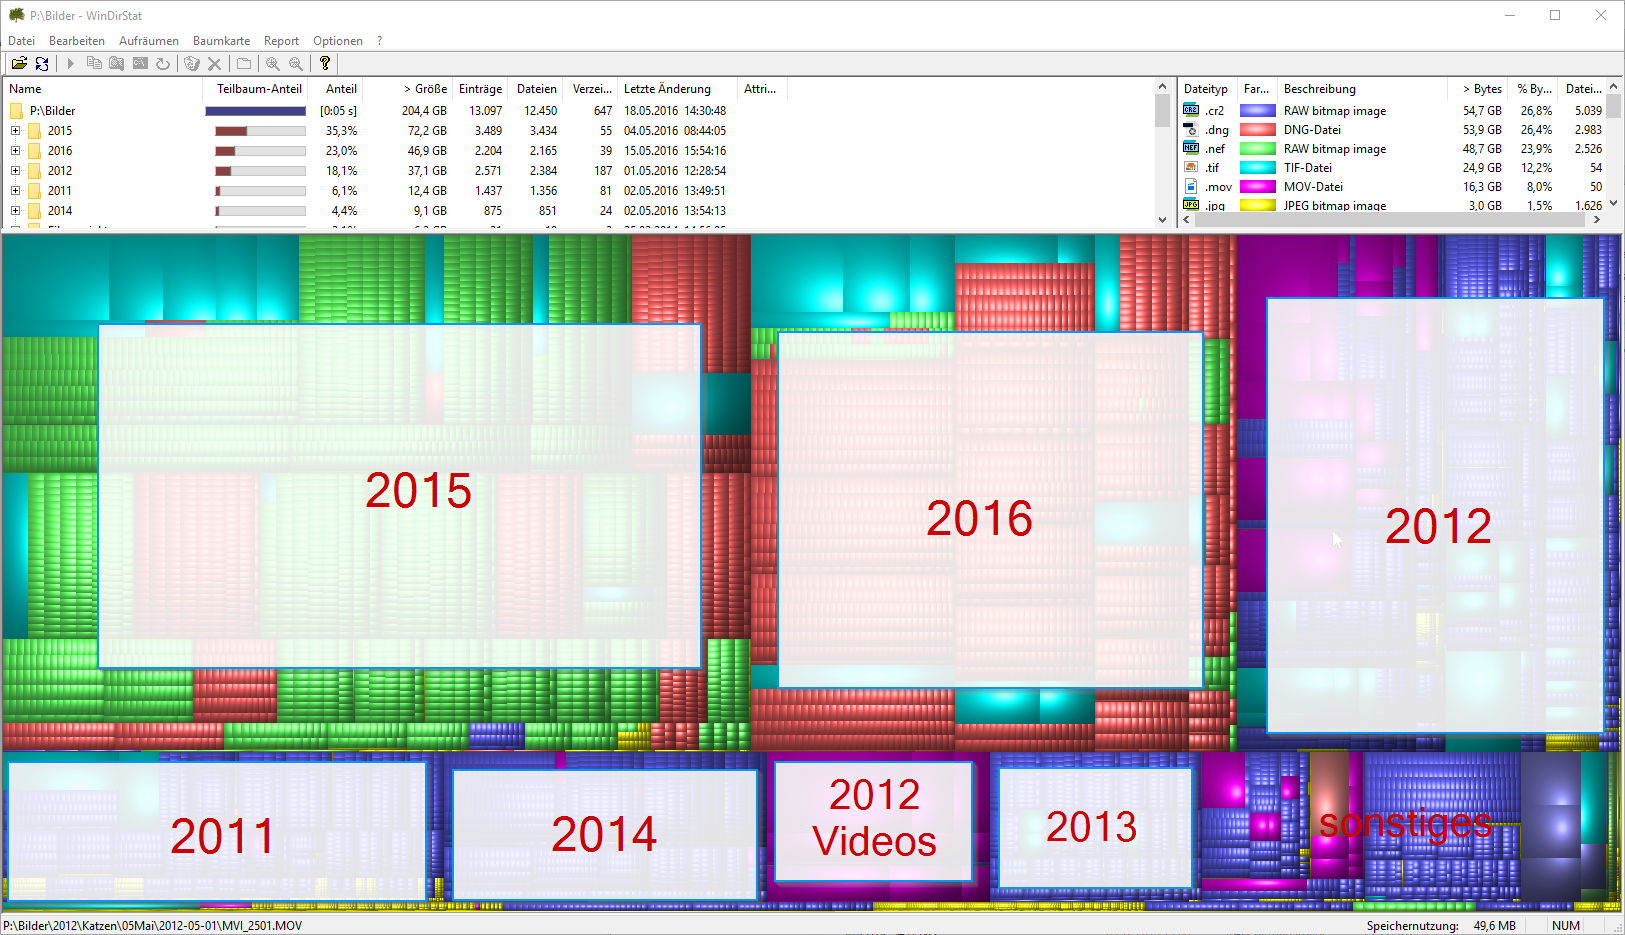 P:\Bilder - WinDirStat
Datei Bearbeiten Aufräumen Baumkarte Report Optionen ?
Name Teilbaum-Anteil Anteil > Größe Einträge Dateien Verzei... Letzte Änderung Attri...
P:\Bilder [0:05 s] 204,4 GB 13.097 12.450 647 18.05.2016 14:30:48
2015 35,3% 72,2 GB 3.489 3.434 55 04.05.2016 08:44:05
2016 23,0% 46,9 GB 2.204 2.165 39 15.05.2016 15:54:16
2012 18,1% 37,1 GB 2.571 2.384 187 01.05.2016 12:28:54
2011 6,1% 12,4 GB 1.437 1.356 81 02.05.2016 13:49:51
2014 4,4% 9,1 GB 875 851 24 02.05.2016 13:54:13
Dateityp Far... Beschreibung > Bytes % By... Datei...
CR2 .cr2 RAW bitmap image 54,7 GB 26,8% 5.039
.dng DNG-Datei 53,9 GB 26,4% 2.983
NEF .nef RAW bitmap image 48,7 GB 23,9% 2.526
.tif TIF-Datei 24,9 GB 12,2% 54
.mov MOV-Datei 16,3 GB 8,0% 50
JPG .jpg JPEG bitmap image 3,0 GB 1,5% 1.626
2015
2016
2012
2011
2014
2012
Videos
2013
sonstiges
P:\Bilder\2012\Katzen\05Mai\2012-05-01\MVI_2501.MOV Speichernutzung: 49,6 MB NUM